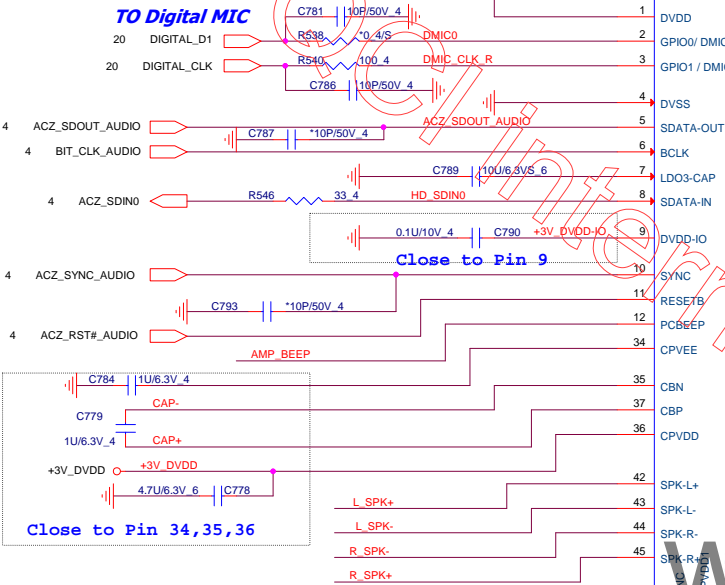 TO Digital MIC
C781 10P/50V_4
1 DVDD
20 DIGITAL_D1 R538 *0_4/S DMIC0 2 GPIO0/ DMIC
20 DIGITAL_CLK R540 100_4 DMIC_CLK_R 3 GPIO1 / DMIC
C786 10P/50V_4
4 DVSS
4 ACZ_SDOUT_AUDIO ACZ_SDOUT_AUDIO 5 SDATA-OUT
C787 *10P/50V_4
4 BIT_CLK_AUDIO 6 BCLK
C789 10U/6.3VS_6 7 LDO3-CAP
4 ACZ_SDIN0 R546 33_4 HD_SDIN0 8 SDATA-IN
0.1U/10V_4 C790 +3V_DVDD-IO 9 DVDD-IO
Close to Pin 9
4 ACZ_SYNC_AUDIO 10 SYNC
C793 *10P/50V_4
11 RESETB
4 ACZ_RST#_AUDIO
12 PCBEEP
AMP_BEEP
34 CPVEE
C784 1U/6.3V_4
35 CBN
CAP-
C779
37 CBP
1U/6.3V_4 CAP+
36 CPVDD
+3V_DVDD +3V_DVDD
4.7U/6.3V_6 C778
Close to Pin 34,35,36
L_SPK+ 42 SPK-L+
L_SPK- 43 SPK-L-
R_SPK- 44 SPK-R-
R_SPK+ 45 SPK-R+